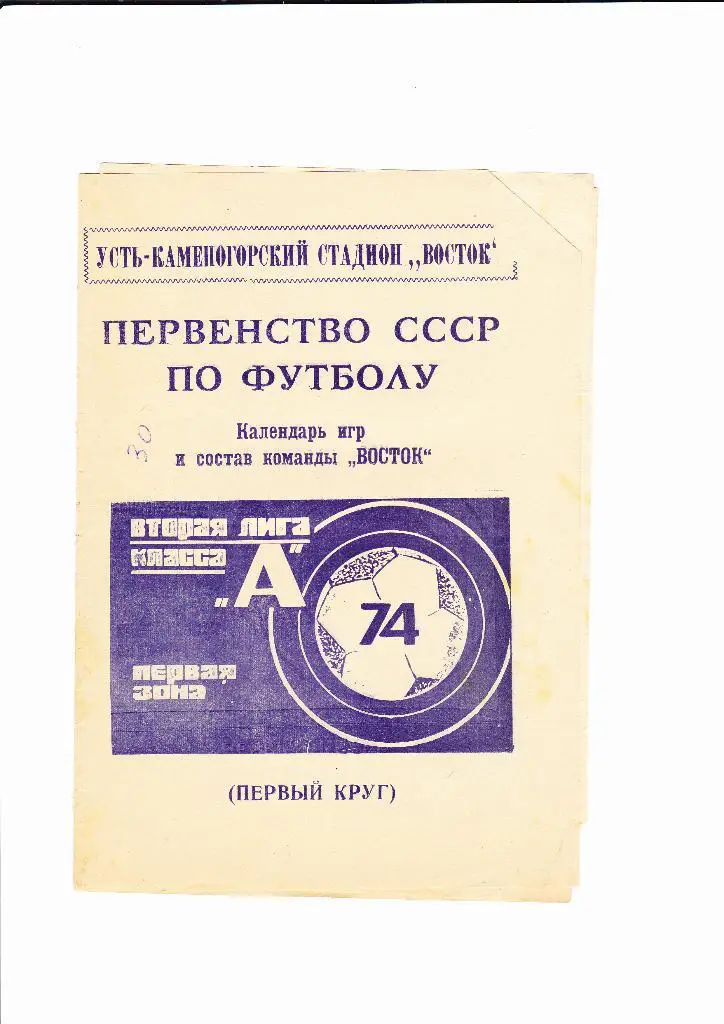 УСТЬ-КАМЕНОГОРСКИЙ СТАДИОН „ВОСТОК‘
ПЕРВЕНСТВО СССР
ПО ФУТБОЛУ
Календарь игр
и состав команды „ВОСТОК“
30
ВТОРАЯ ЛИГА
КЛАССА „А“
74
ПЕРВАЯ
ЗОНА
(ПЕРВЫЙ КРУГ)